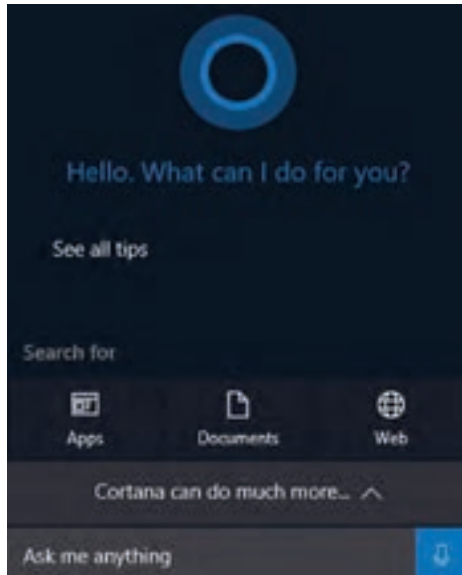 Hello. What can I do for you?
See all tips
Search for
Apps Documents Web
Cortana can do much more...
Ask me anything